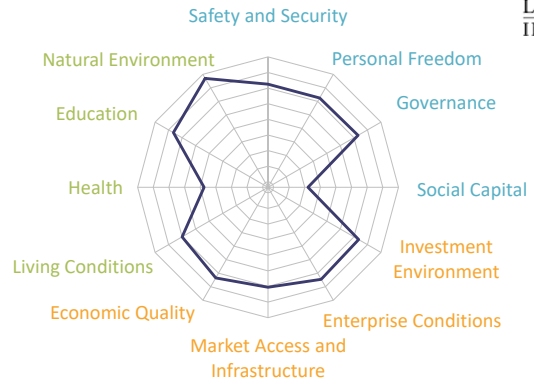 Safety and Security
Natural Environment
Personal Freedom
Education
Governance
Health
Social Capital
Investment
Environment
Living Conditions
Economic Quality
Enterprise Conditions
Market Access and
Infrastructure